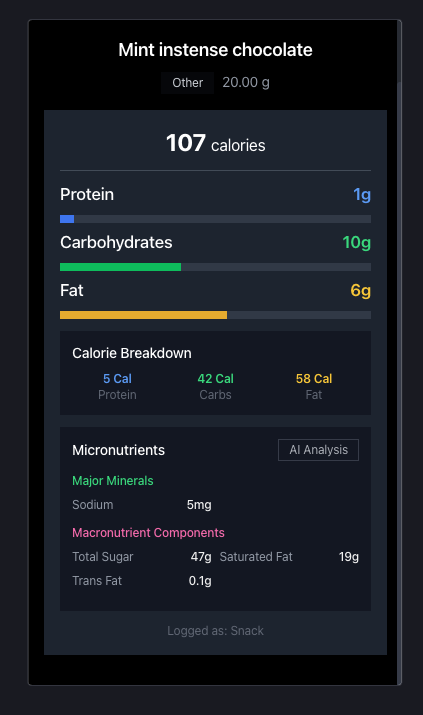 Mint instense chocolate
Other 20.00 g
107 calories
Protein 1g
Carbohydrates 10g
Fat 6g
Calorie Breakdown
5 Cal 42 Cal 58 Cal
Protein Carbs Fat
Micronutrients AI Analysis
Major Minerals
Sodium 5mg
Macronutrient Components
Total Sugar 47g Saturated Fat 19g
Trans Fat 0.1g
Logged as: Snack